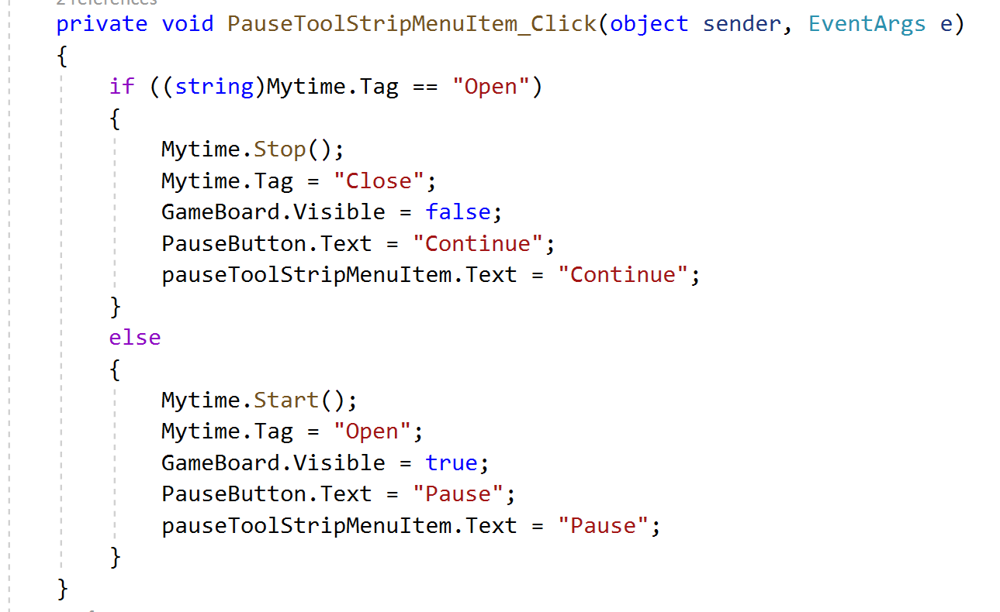 2 references
private void PauseToolStripMenuItem_Click(object sender, EventArgs e)
{
if ((string)Mytime.Tag == "Open")
{
Mytime.Stop();
Mytime.Tag = "Close";
GameBoard.Visible = false;
PauseButton.Text = "Continue";
pauseToolStripMenuItem.Text = "Continue";
}
else
{
Mytime.Start();
Mytime.Tag = "Open";
GameBoard.Visible = true;
PauseButton.Text = "Pause";
pauseToolStripMenuItem.Text = "Pause";
}
}